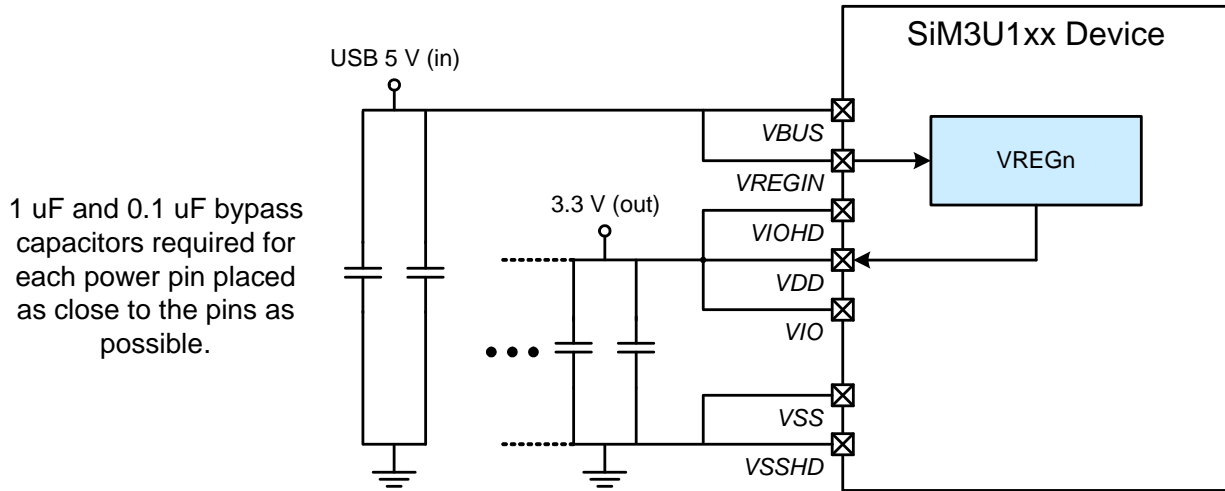 SiM3U1xx Device
USB 5 V (in)
VBUS
VREGn
VREGIN
1 uF and 0.1 uF bypass
capacitors required for
each power pin placed
as close to the pins as
possible.
3.3 V (out)
VIOHD
VDD
VIO
VSS
VSSHD